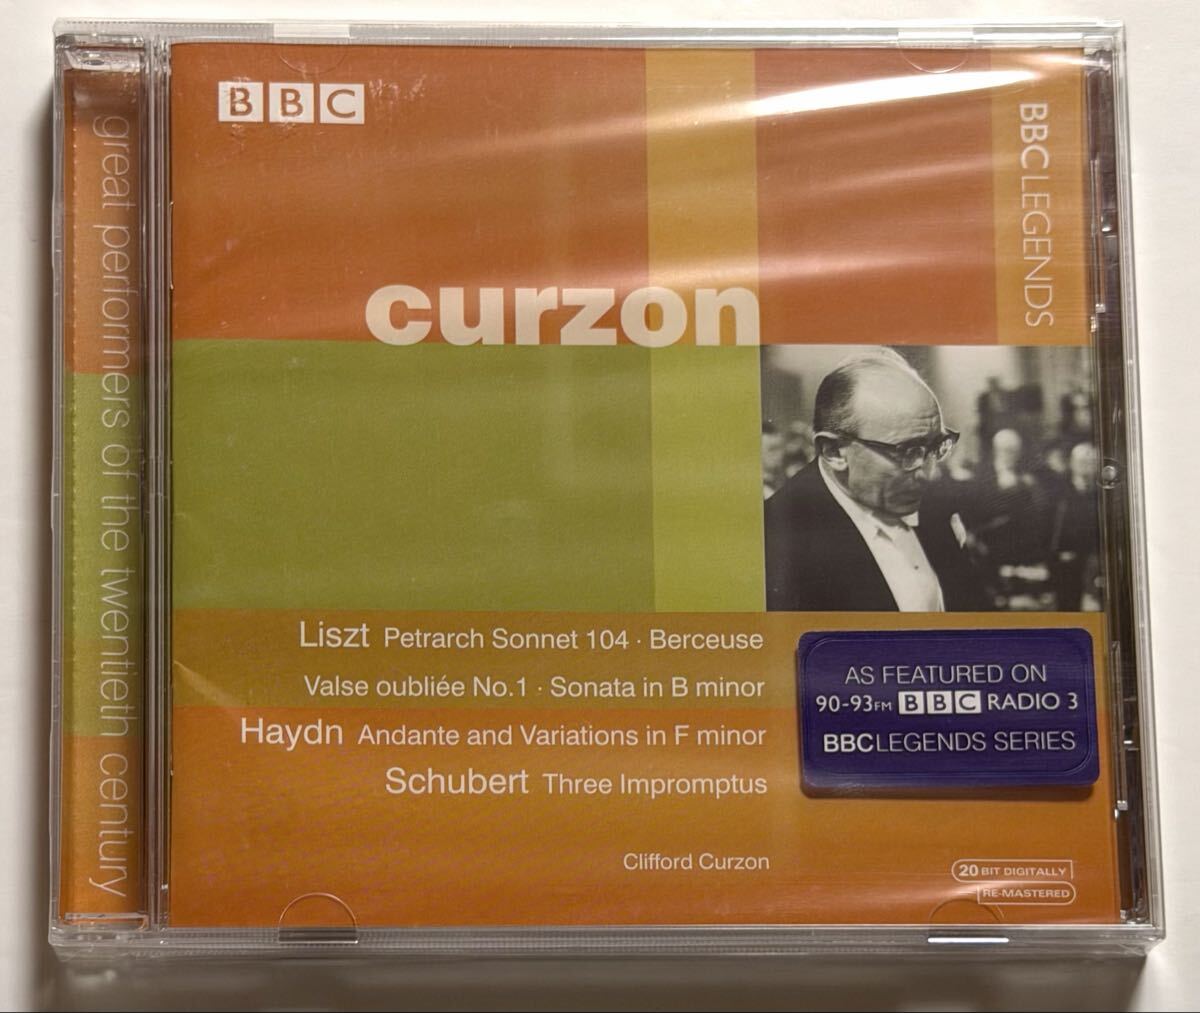 great performers of the twentieth century
BBC
BBC LEGENDS
curzon
Liszt Petrarch Sonnet 104 · Berceuse
Valse oubliée No.1 · Sonata in B minor
Haydn Andante and Variations in F minor
Schubert Three Impromptus
Clifford Curzon
AS FEATURED ON
90-93FM BBC RADIO 3
BBC LEGENDS SERIES
20 BIT DIGITALLY
RE-MASTERED